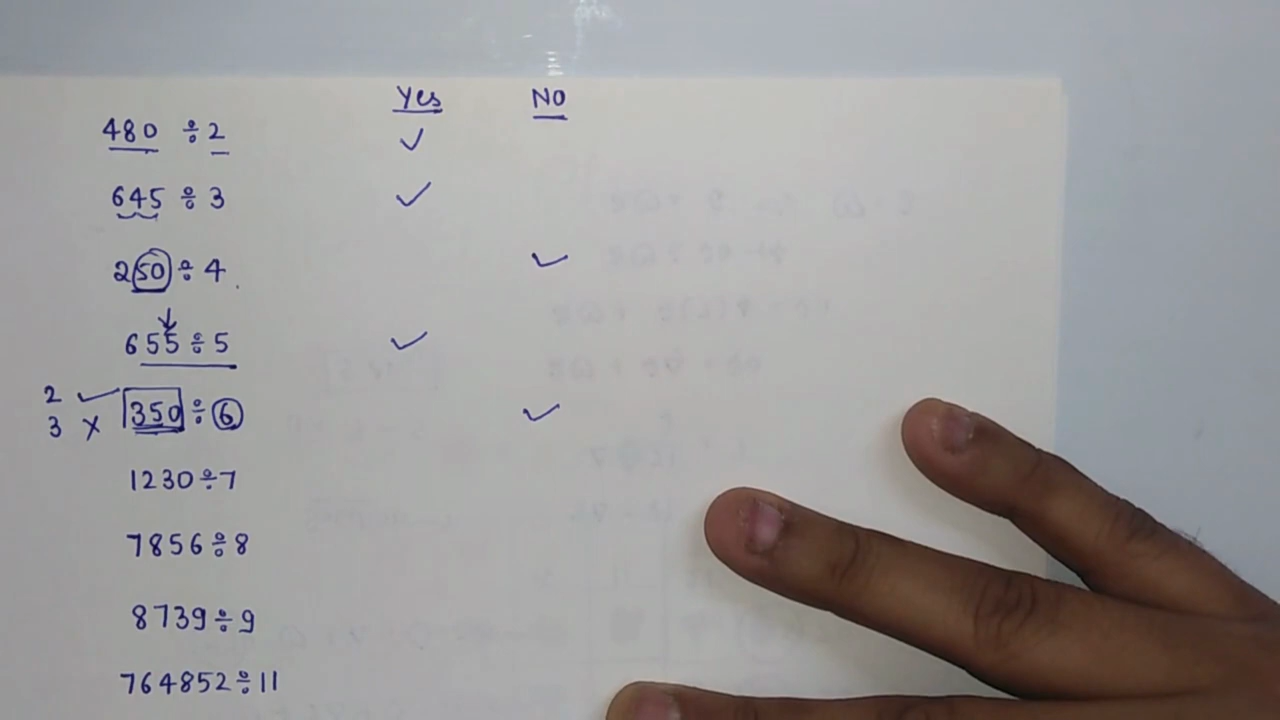 Yes NO
480 ÷ 2 ✓
645 ÷ 3 ✓
250 ÷ 4 ✓
655 ÷ 5 ✓
2 ✓ 350 ÷ 6 ✓
3 X
1230 ÷ 7
7856 ÷ 8
8739 ÷ 9
764852 ÷ 11